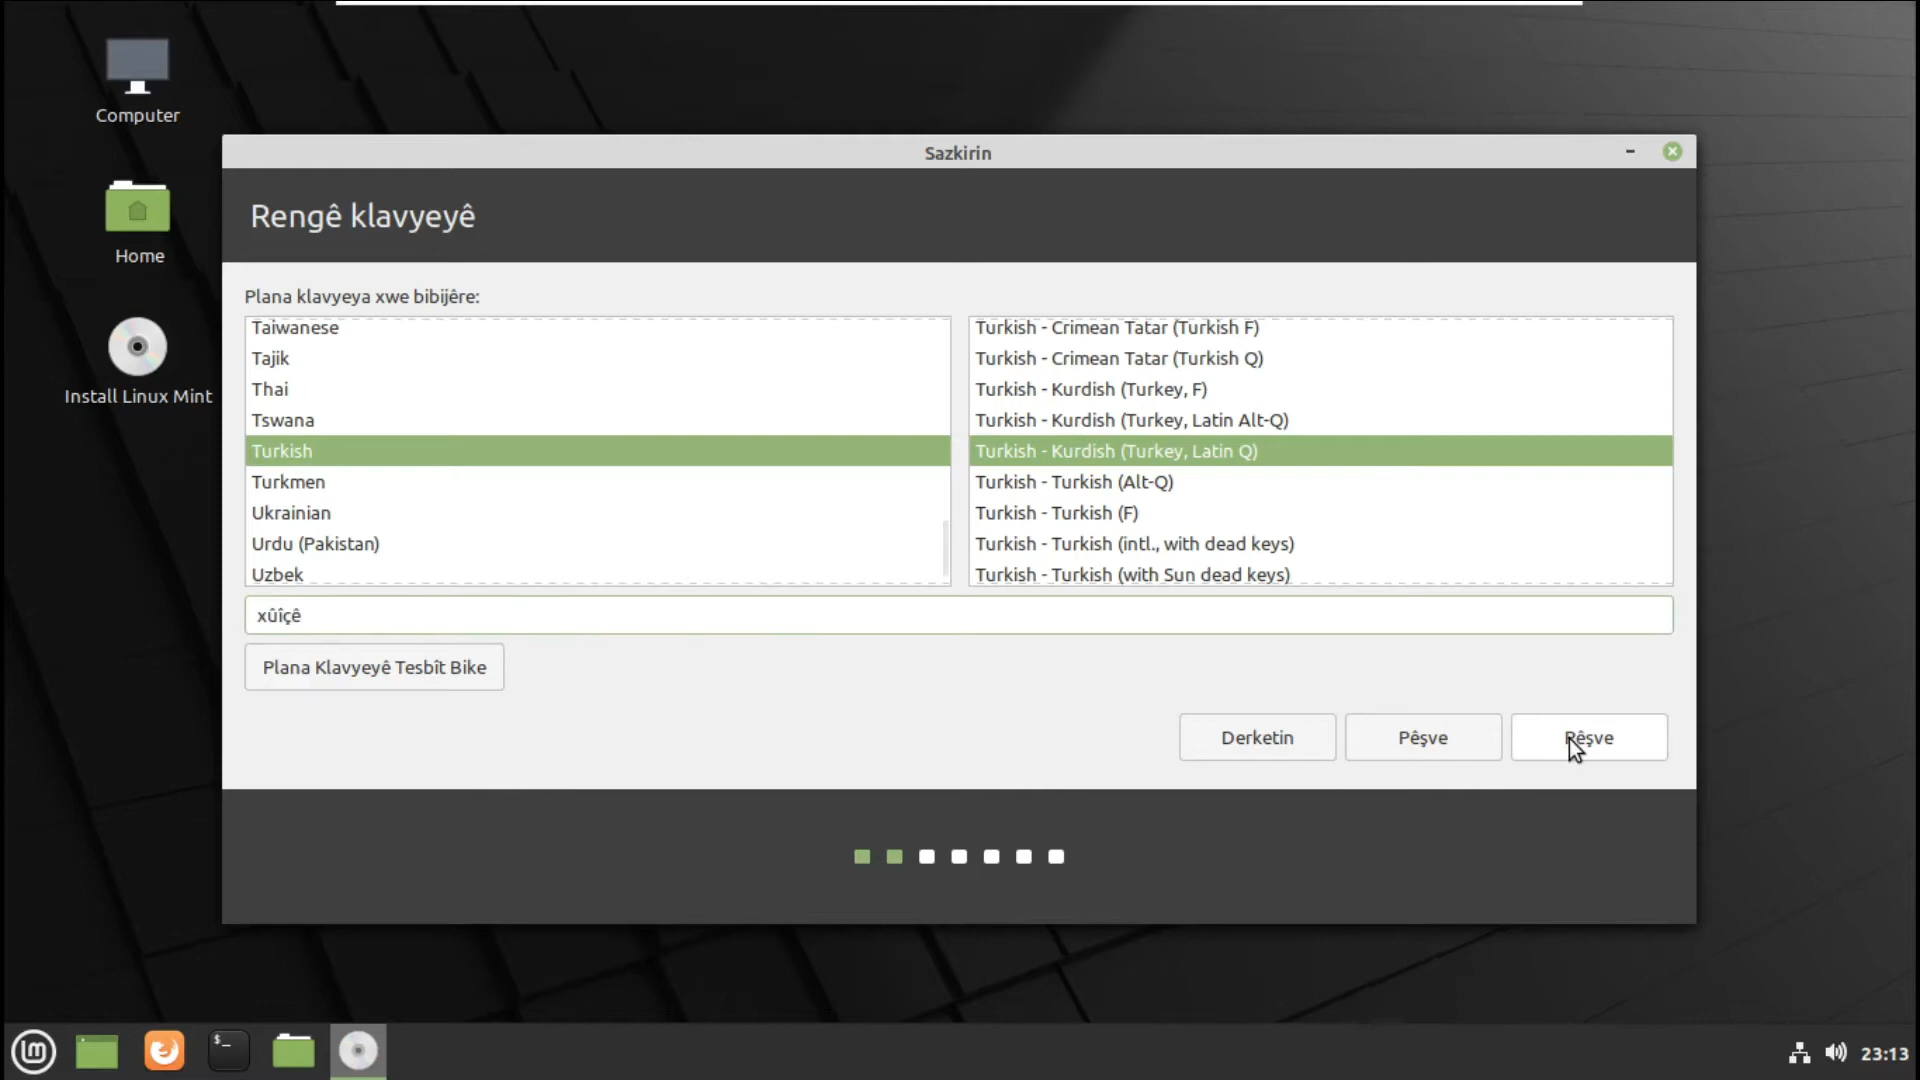 Computer
Home
Install Linux Mint
Sazkirin
Rengê klavyeyê
Plana klavyeya xwe bibijêre:
Taiwanese
Tajik
Thai
Tswana
Turkish
Turkmen
Ukrainian
Urdu (Pakistan)
Uzbek
Turkish - Crimean Tatar (Turkish F)
Turkish - Crimean Tatar (Turkish Q)
Turkish - Kurdish (Turkey, F)
Turkish - Kurdish (Turkey, Latin Alt-Q)
Turkish - Kurdish (Turkey, Latin Q)
Turkish - Turkish (Alt-Q)
Turkish - Turkish (F)
Turkish - Turkish (intl., with dead keys)
Turkish - Turkish (with Sun dead keys)
xûîçê
Plana Klavyeyê Tesbît Bike
Derketin
Pêşve
Pêşve
$_
23:13